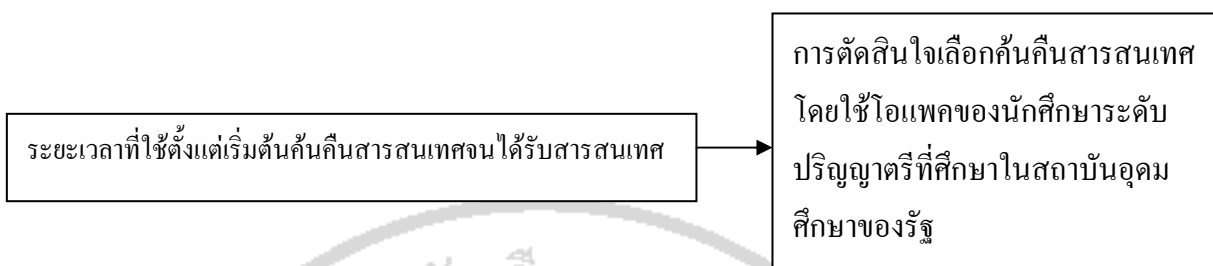 ระยะเวลาที่ใช้ตั้งแต่เริ่มต้นค้นคืนสารสนเทศจนได้รับสารสนเทศ
การตัดสินใจเลือกค้นคืนสารสนเทศ
โดยใช้โอแพคของนักศึกษาระดับ
ปริญญาตรีที่ศึกษาในสถาบันอุดม
ศึกษาของรัฐ